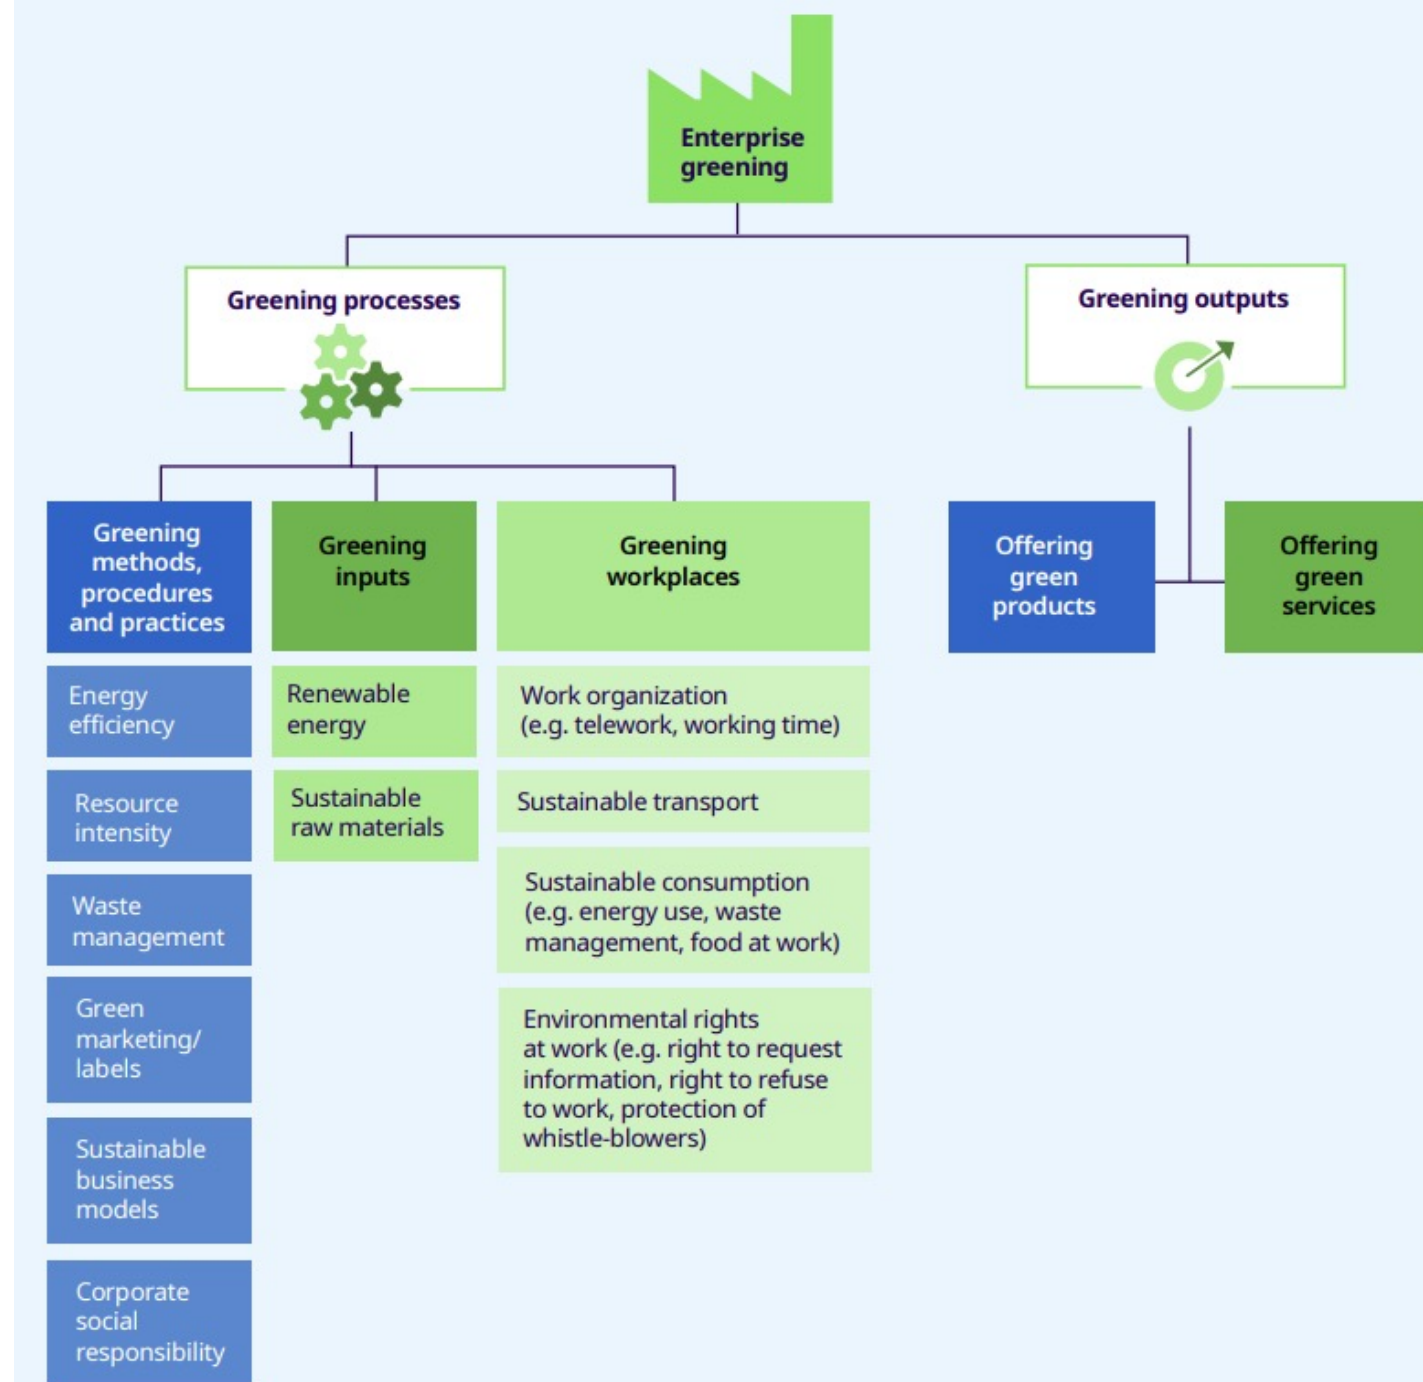 Enterprise
greening
Greening processes
Greening outputs
Greening
methods,
procedures
and practices
Greening
inputs
Greening
workplaces
Offering
green
products
Offering
green
services
Energy
efficiency
Resource
intensity
Waste
management
Green
marketing/
labels
Sustainable
business
models
Corporate
social
responsibility
Renewable
energy
Sustainable
raw materials
Work organization
(e.g. telework, working time)
Sustainable transport
Sustainable consumption
(e.g. energy use, waste
management, food at work)
Environmental rights
at work (e.g. right to request
information, right to refuse
to work, protection of
whistle-blowers)